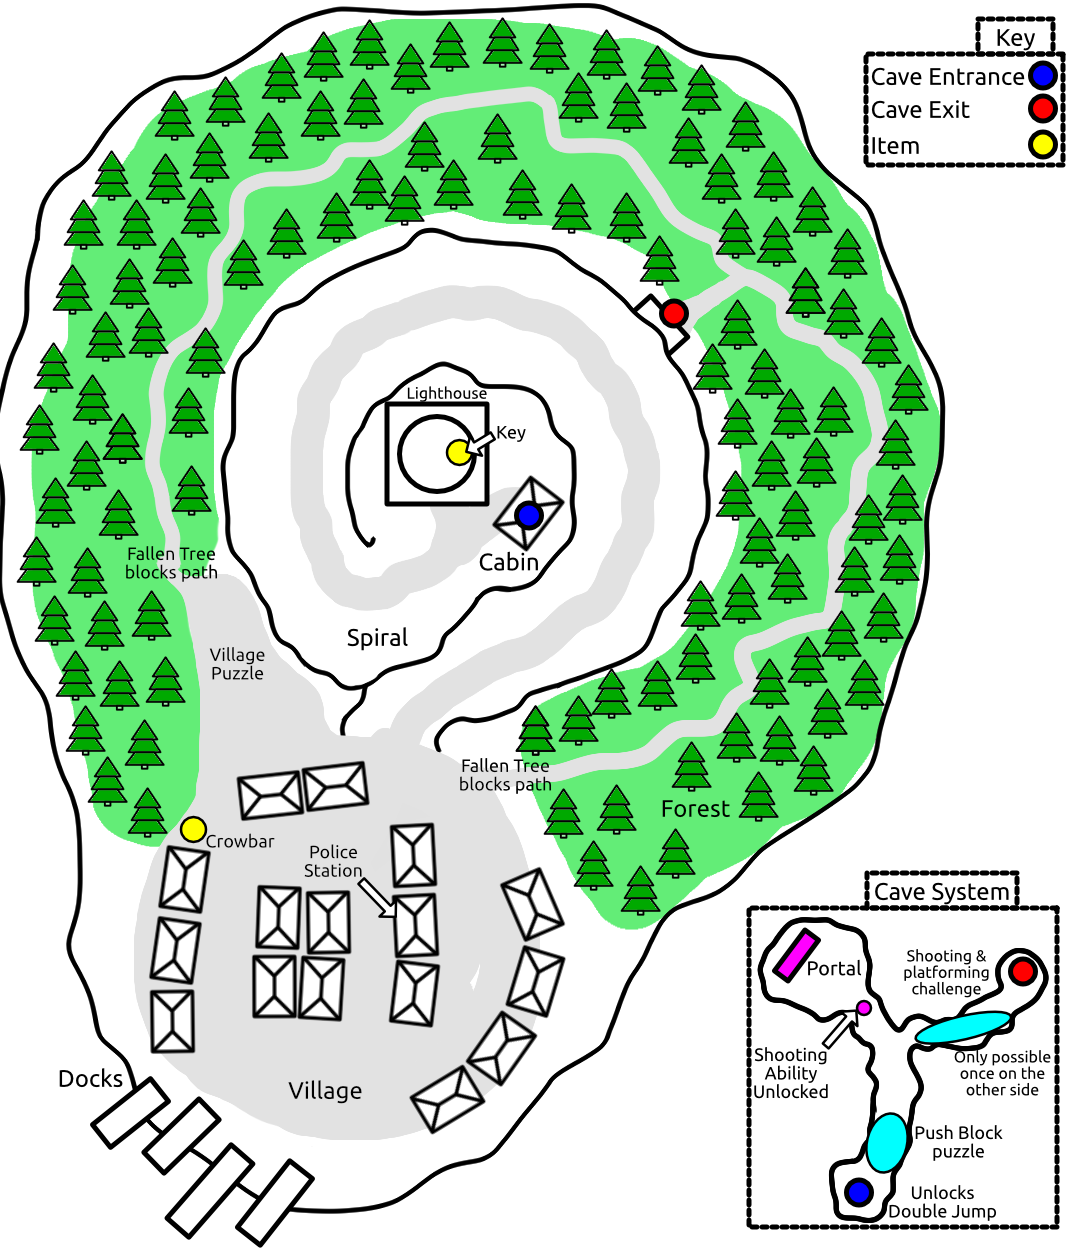 Key
Cave Entrance
Cave Exit
Item
Lighthouse
Key
Cabin
Fallen Tree
blocks path
Spiral
Village
Puzzle
Fallen Tree
blocks path
Forest
Crowbar
Police
Station
Cave System
Portal
Shooting &
platforming
challenge
Shooting
Ability
Unlocked
Only possible
once on the
other side
Push Block
puzzle
Unlocks
Double Jump
Docks
Village